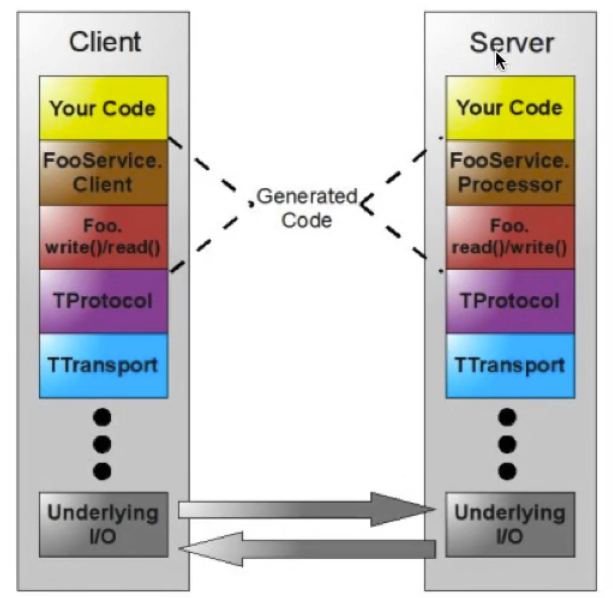 Client
Your Code
FooService.
Client
Foo.
write()/read()
TProtocol
TTransport
Underlying
I/O
Generated
Code
Server
Your Code
FooService.
Processor
Foo.
read()/write()
TProtocol
TTransport
Underlying
I/O